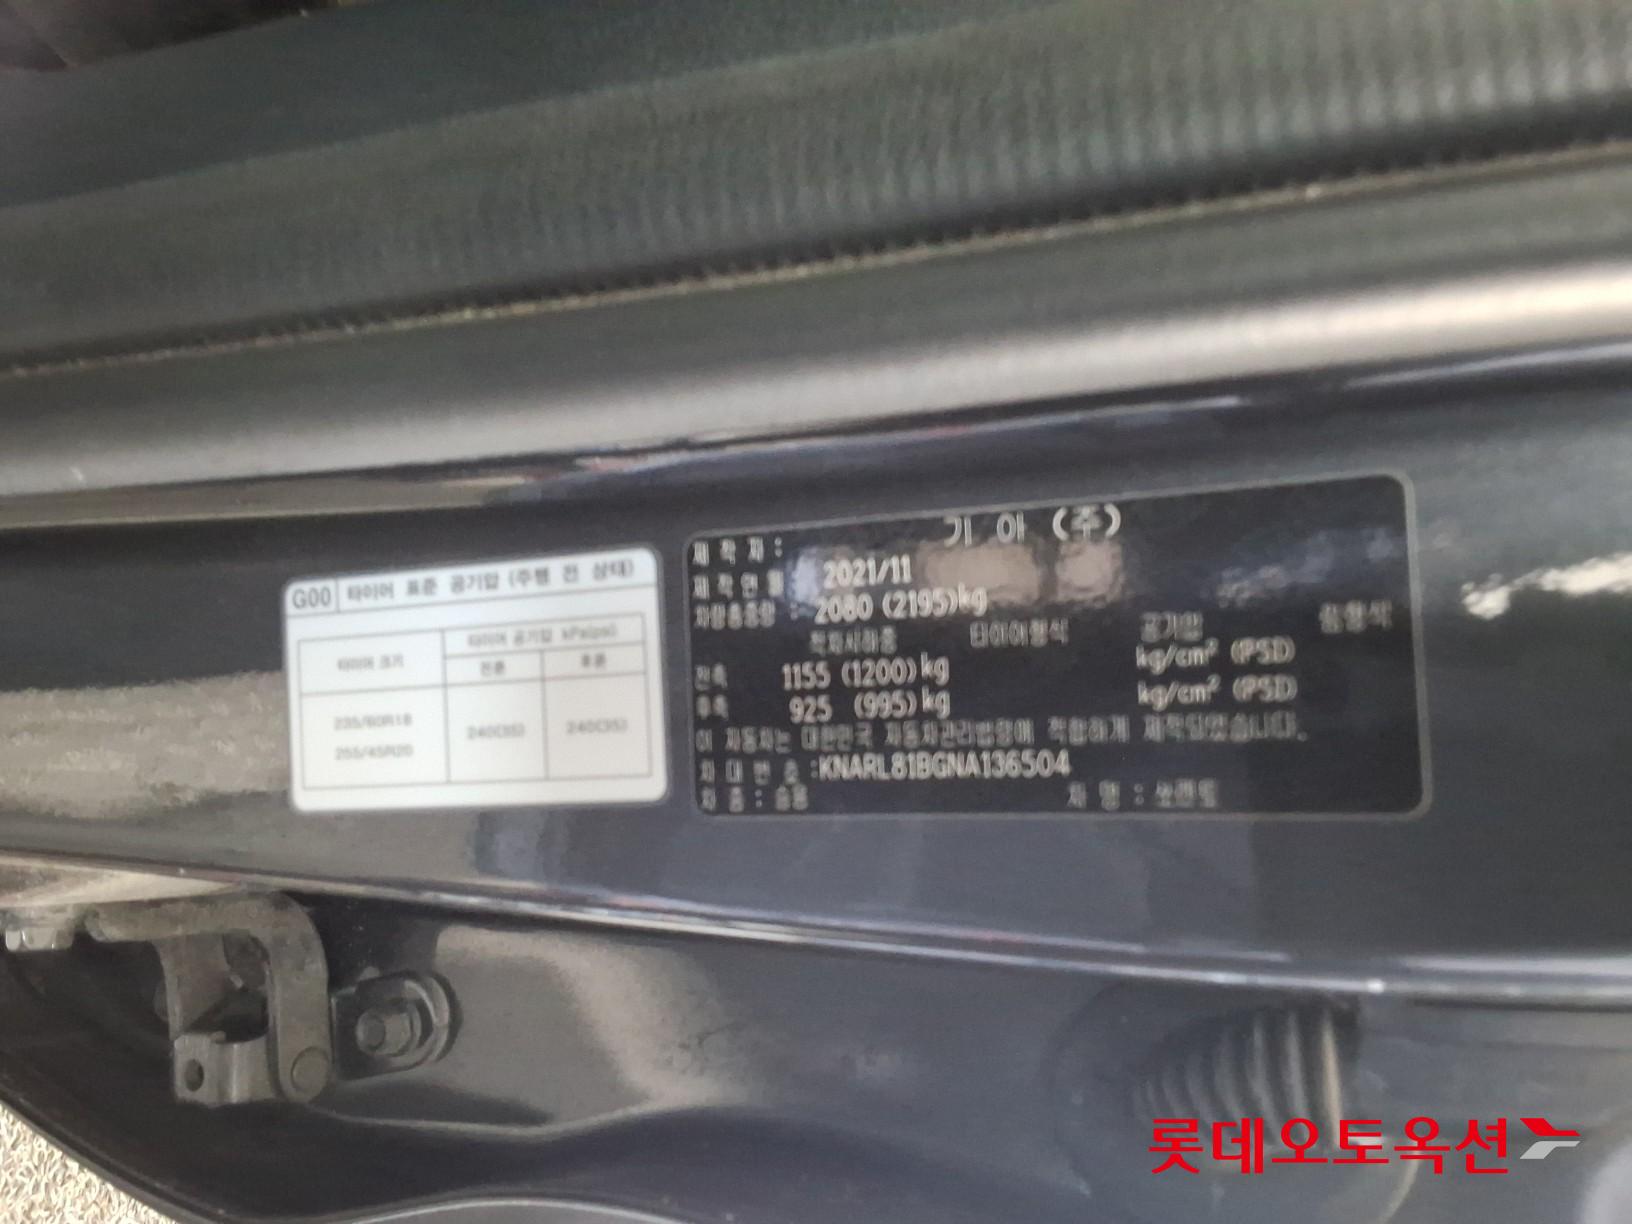 G00 타이어 표준 공기압 (주행 전 상태)
타이어 크기
타이어 공기압 kPa(psi)
전륜
후륜
235/60R18
255/45R20
240(35)
240(35)
제 작 자 : 기 아 (주)
제 작 연 월 : 2021/11
차량총중량 : 2080 (2195)kg
적차시하중 타이어형식 공기압 림형식
전축 1155 (1200)kg kg/cm² (PSI)
후축 925 (995)kg kg/cm² (PSI)
이 자동차는 대한민국 자동차관리법령에 적합하게 제작되었습니다.
차 대 번 호 :KNARL81BGNA136504
차 종 : 승용 차 명 : 쏘렌토
롯데오토옥션